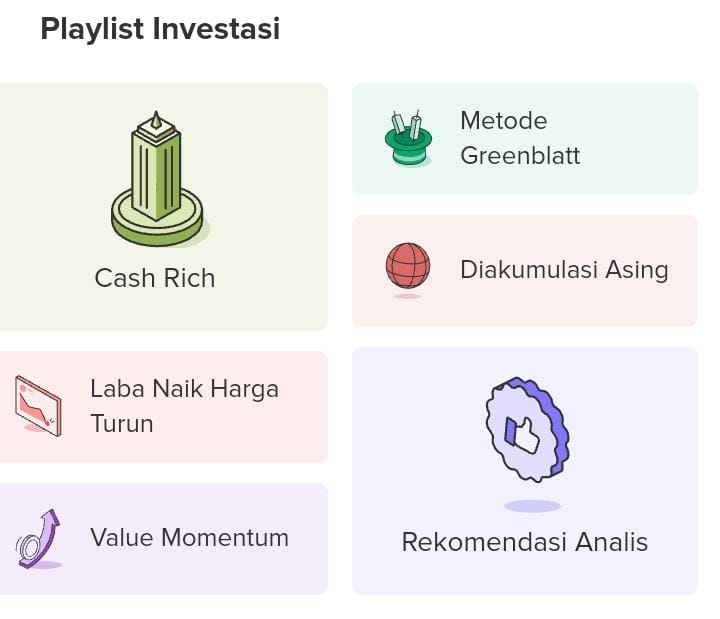 Playlist Investasi
Cash Rich
Laba Naik Harga
Turun
Value Momentum
Metode
Greenblatt
Diakumulasi Asing
Rekomendasi Analis